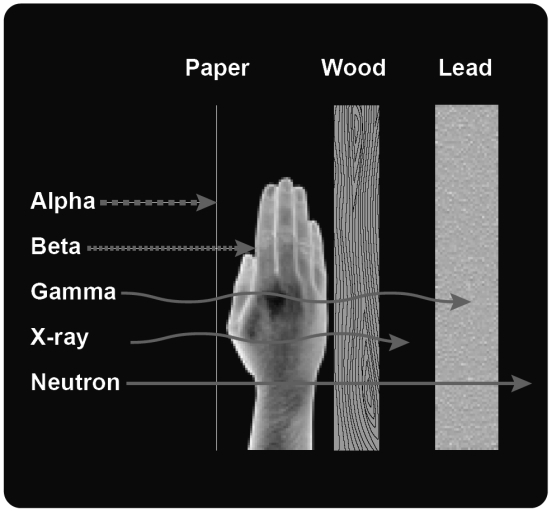 Paper Wood Lead
Alpha
Beta
Gamma
X-ray
Neutron